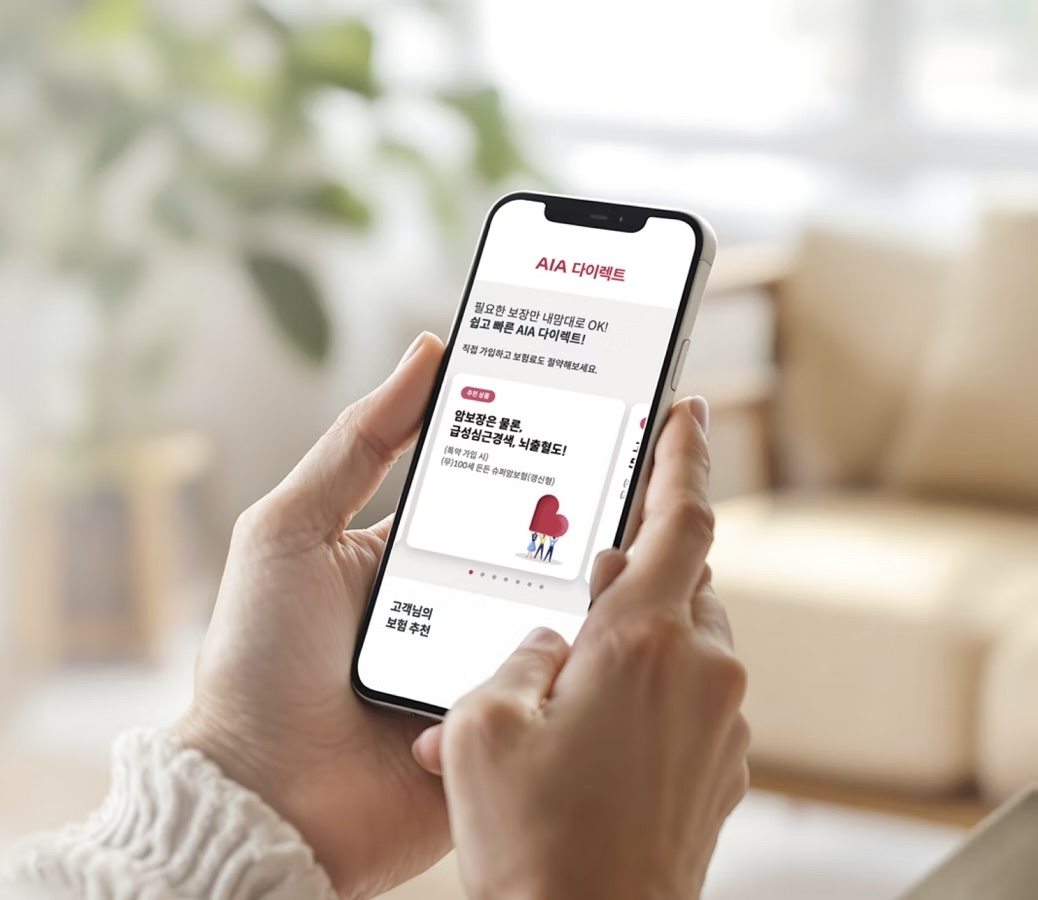 AIA 다이렉트
필요한 보장만 내맘대로 OK!
쉽고 빠른 AIA 다이렉트!
직접 가입하고 보험료도 절약해보세요.
추천 상품
암보장은 물론,
급성심근경색, 뇌출혈도!
(특약 가입 시)
(무)100세 든든 슈퍼암보험(갱신형)
고객님의
보험 추천